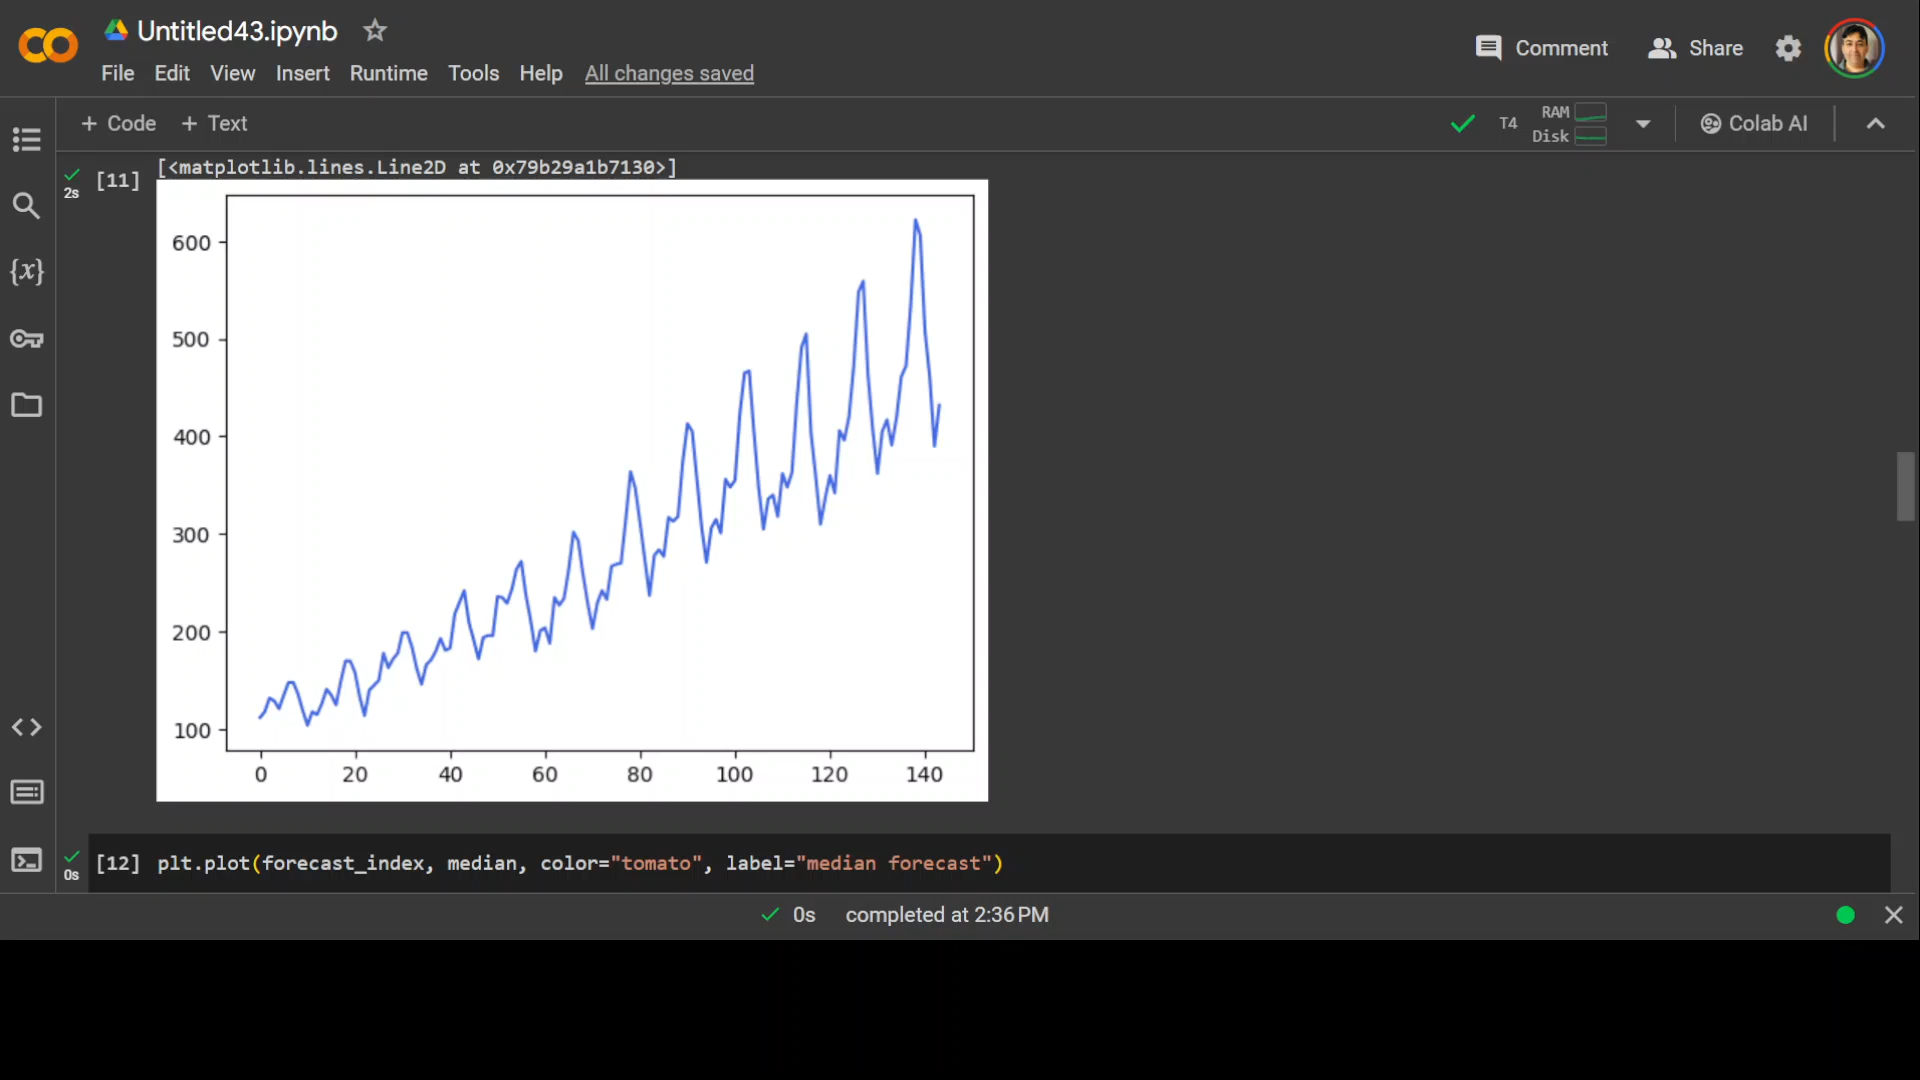 Untitled43.ipynb
Comment
Share
File Edit View Insert Runtime Tools Help All changes saved
+ Code + Text
T4
RAM
Disk
Colab AI
[<matplotlib.lines.Line2D at 0x79b29a1b7130>]
[11]
2s
600
500
400
300
200
100
0 20 40 60 80 100 120 140
{x}
[12] plt.plot(forecast_index, median, color="tomato", label="median forecast")
0s
0s completed at 2:36 PM